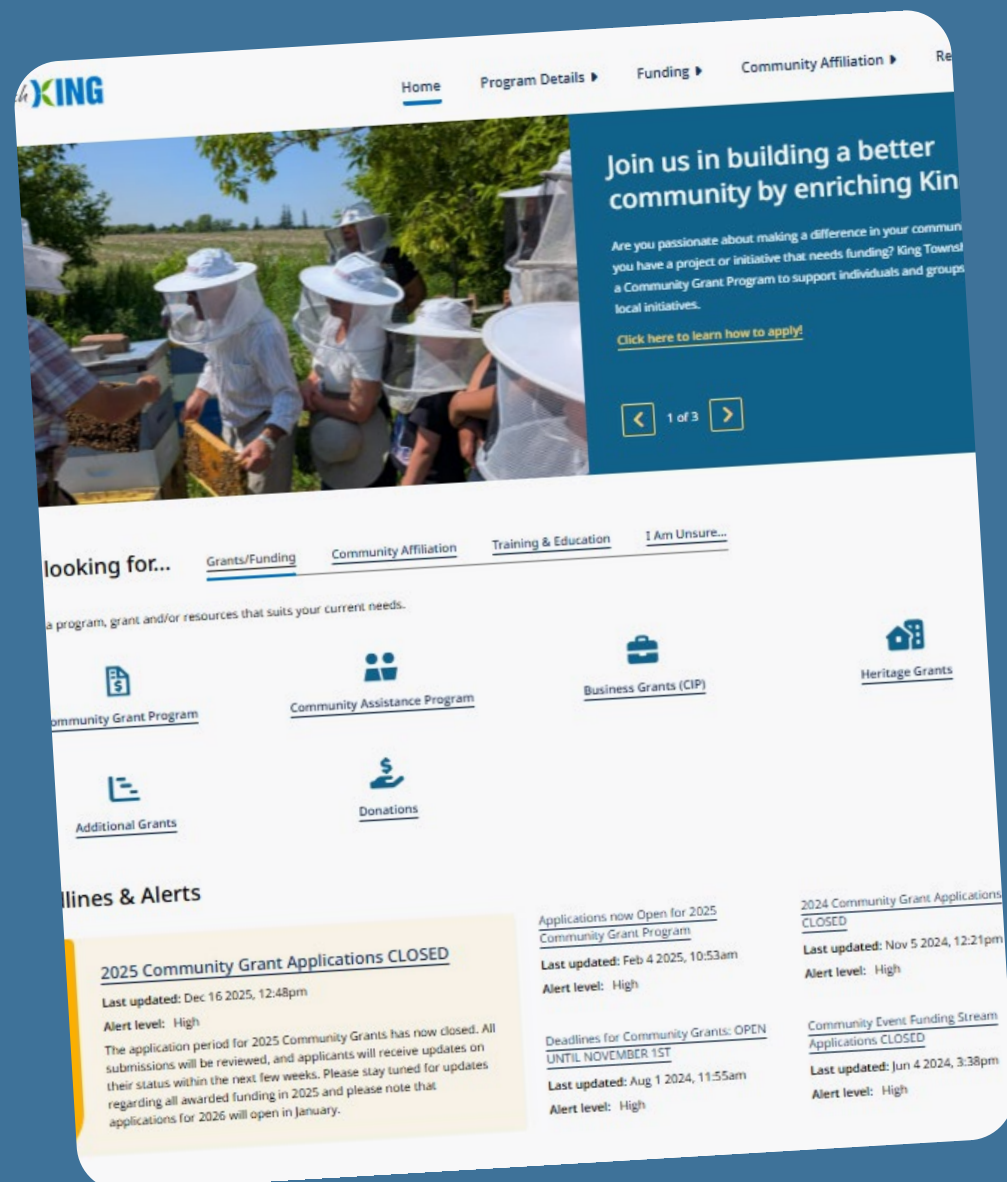 KING
Home Program Details Funding Community Affiliation
Join us in building a better
community by enriching
Are you passionate about making a difference in your
you have a project or initiative that needs funding? King
a Community Grant Program to support individuals and groups
local initiatives.
Click here to learn how to apply!
1 of 3
looking for...
Grants/Funding Community Affiliation Training & Education I Am Unsure...
a program, grant and/or resources that suits your current needs.
Grant Program
Community Assistance Program
Business Grants (CIP)
Heritage Grants
Additional Grants
Donations
& Alerts
2025 Community Grant Applications CLOSED
Last updated: Dec 16 2025, 12:48pm
Alert level: High
The application period for 2025 Community Grants has now closed. All
submissions will be reviewed, and applicants will receive updates on
their status within the next few weeks. Please stay tuned for updates
regarding all awarded funding in 2025 and please note that
applications for 2026 will open in January.
Applications now Open for 2025
Community Grant Program
Last updated: Feb 4 2025, 10:53am
Alert level: High
2024 Community Grant Applications
CLOSED
Last updated: Nov 5 2024, 12:21pm
Alert level: High
Deadlines for Community Grants: OPEN
UNTIL NOVEMBER 1ST
Last updated: Aug 1 2024, 11:55am
Alert level: High
Community Event Funding Stream
Applications CLOSED
Last updated: Jun 4 2024, 3:38pm
Alert level: High